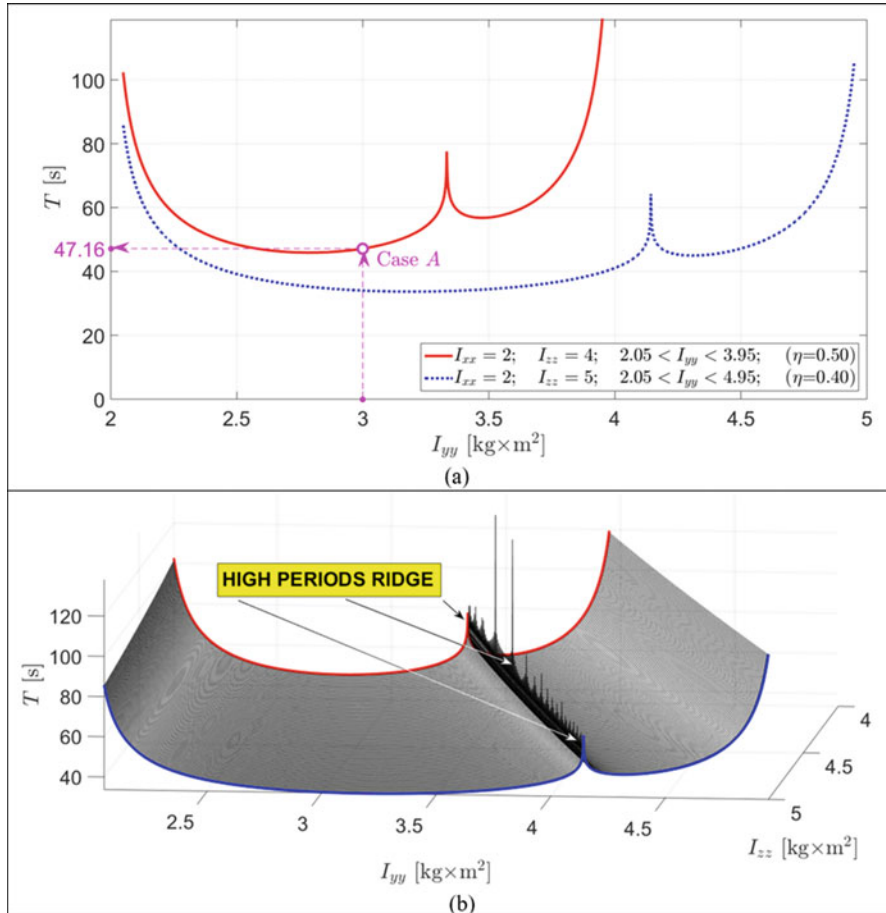 100
80
60
47.16
40
20
0
T [s]
Case A
I_xx = 2; I_zz = 4; 2.05 < I_yy < 3.95; (η=0.50)
I_xx = 2; I_zz = 5; 2.05 < I_yy < 4.95; (η=0.40)
2 2.5 3 3.5 4 4.5 5
I_yy [kg×m²]
(a)
HIGH PERIODS RIDGE
120
100
80
60
40
T [s]
4
4.5
5
2.5 3 3.5 4 4.5
I_zz [kg×m²]
I_yy [kg×m²]
(b)